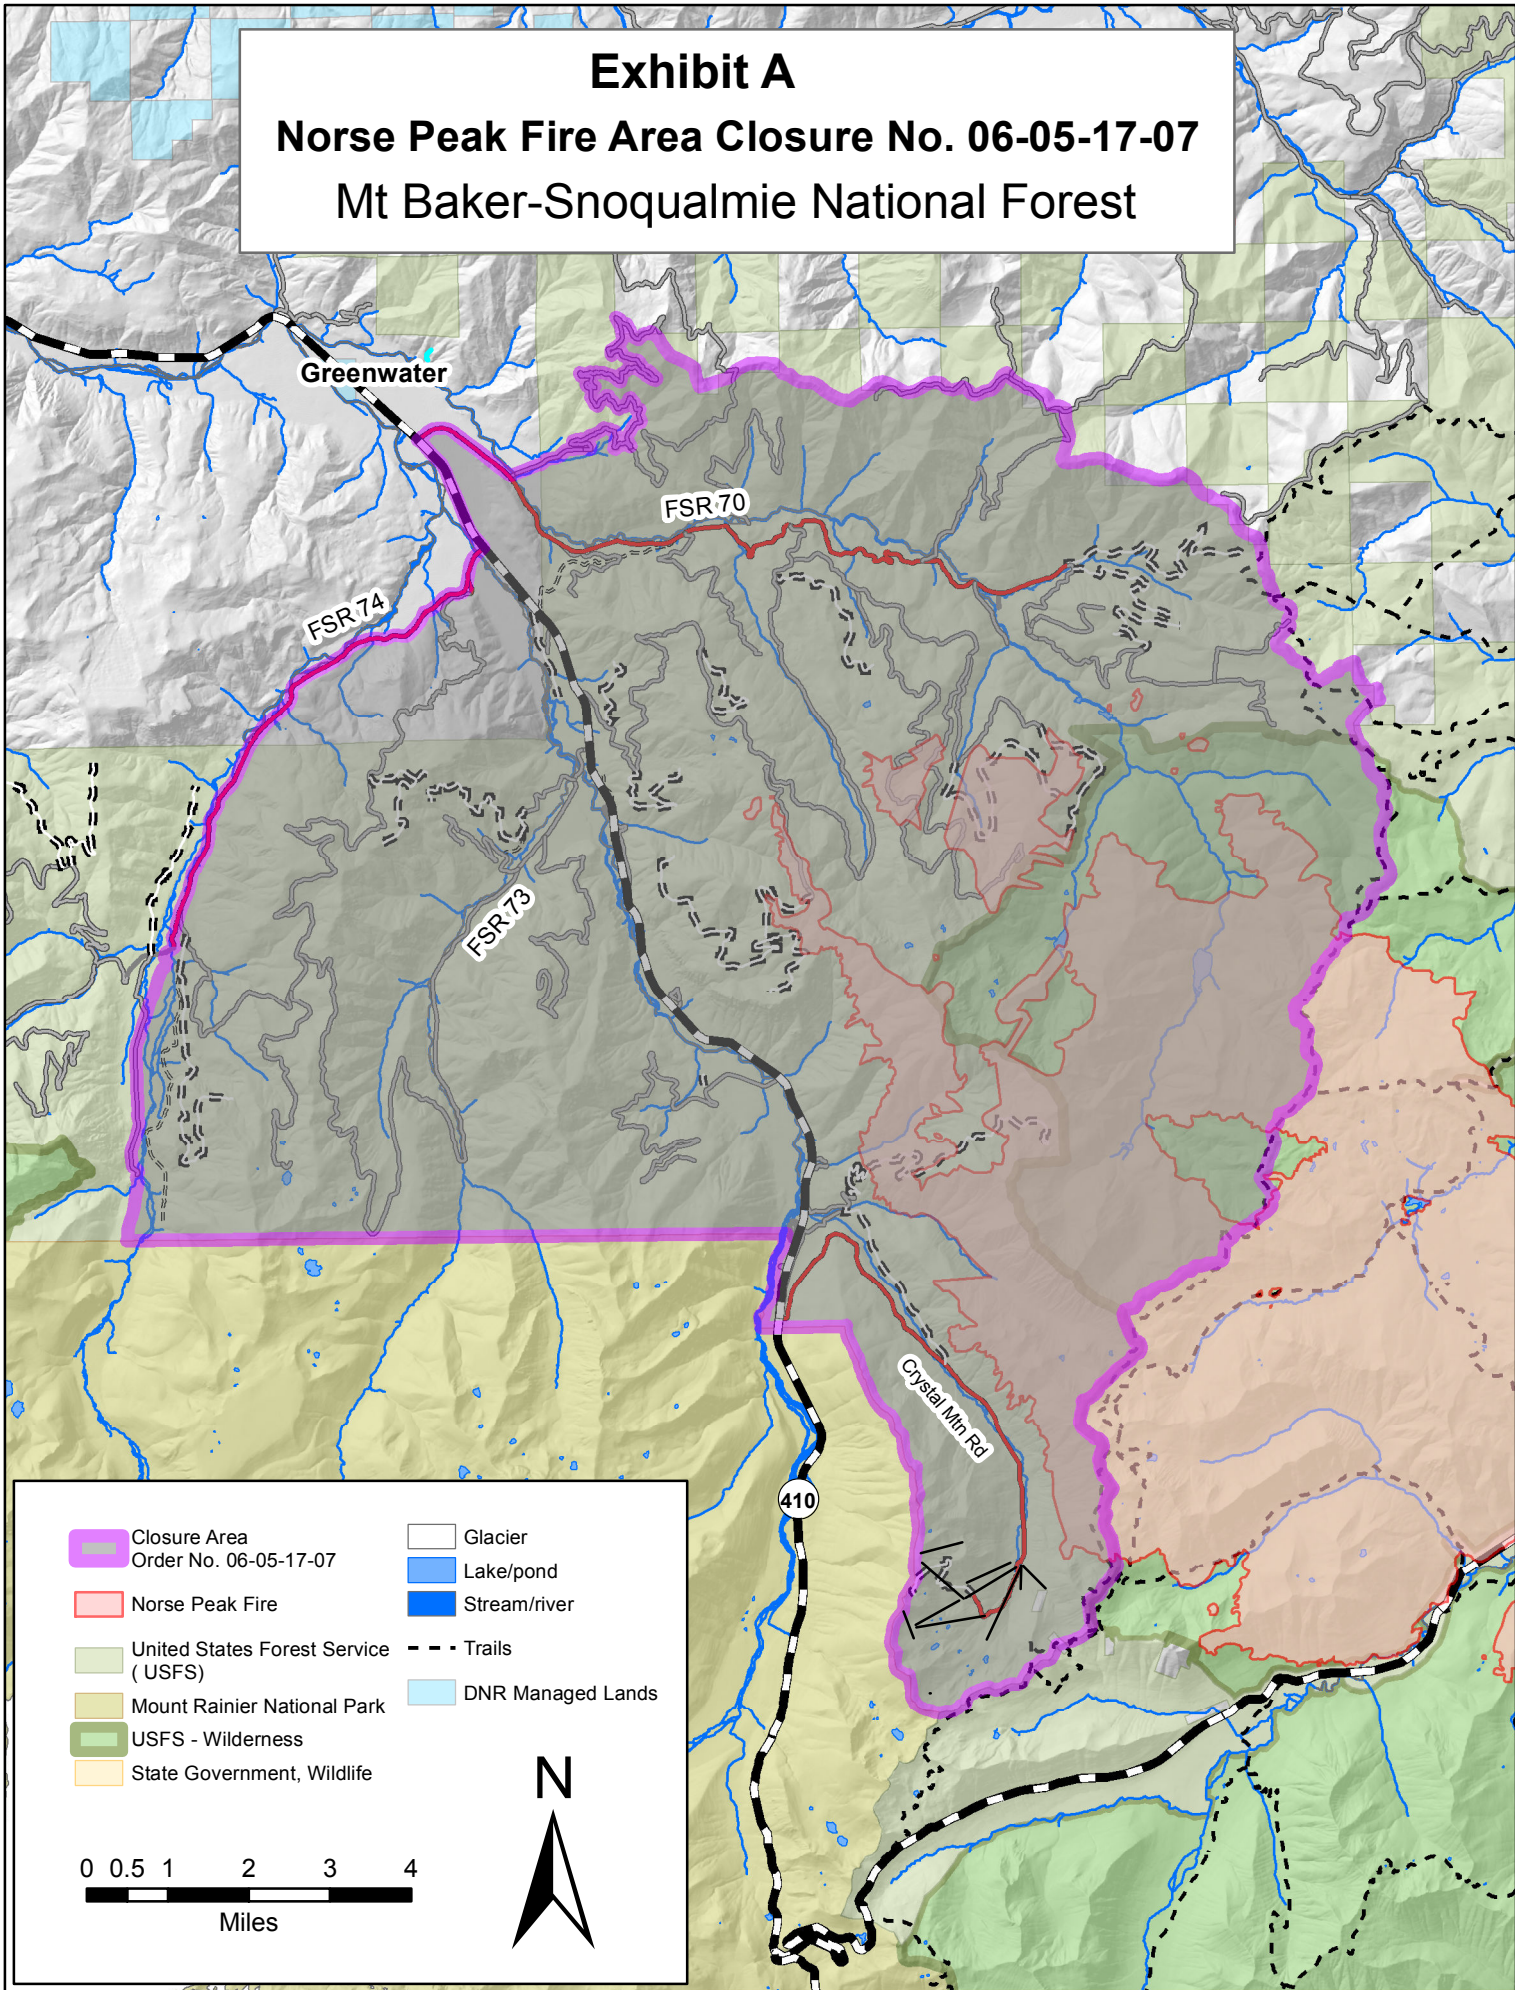 Exhibit A
Norse Peak Fire Area Closure No. 06-05-17-07
Mt Baker-Snoqualmie National Forest
Greenwater
FSR 70
FSR 74
FSR 73
Crystal Mtn Rd
410
Closure Area
Order No. 06-05-17-07
Norse Peak Fire
United States Forest Service
( USFS)
Mount Rainier National Park
USFS - Wilderness
State Government, Wildlife
Glacier
Lake/pond
Stream/river
Trails
DNR Managed Lands
N
0 0.5 1 2 3 4
Miles